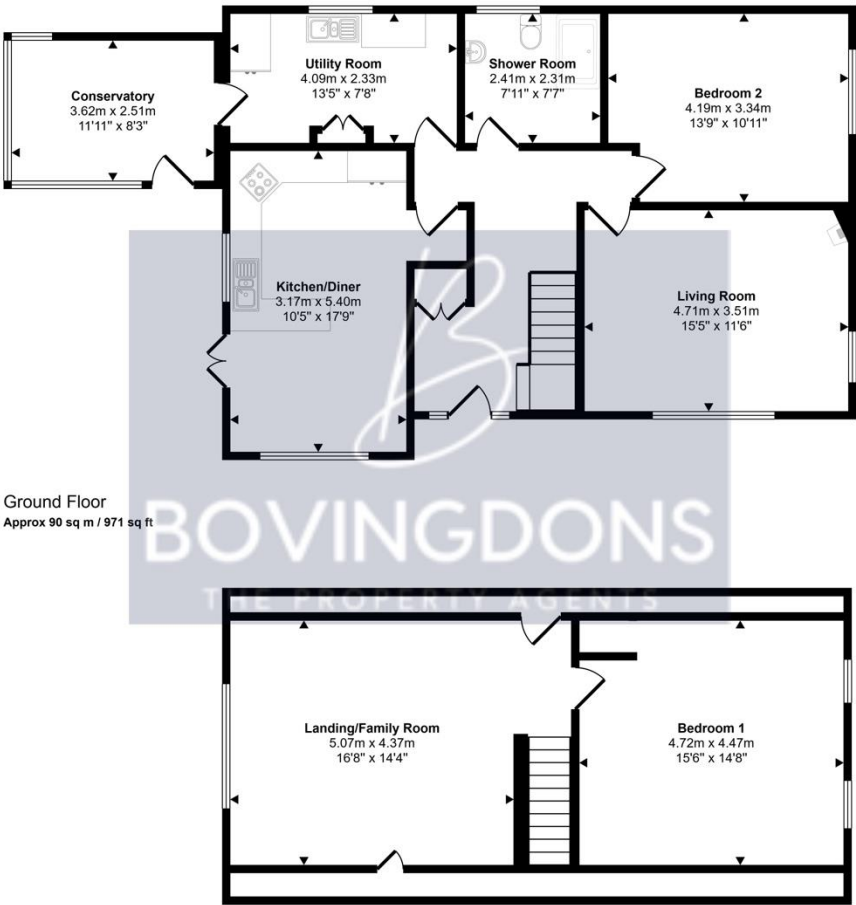 Utility Room
4.09m x 2.33m
13'5" x 7'8"
Shower Room
2.41m x 2.31m
7'11" x 7'7"
Conservatory
3.62m x 2.51m
11'11" x 8'3"
Bedroom 2
4.19m x 3.34m
13'9" x 10'11"
Kitchen/Diner
3.17m x 5.40m
10'5" x 17'9"
Living Room
4.71m x 3.51m
15'5" x 11'6"
B
Ground Floor
Approx 90 sq m / 971 sq ft
BOVINGDONS
THE PROPERTY AGENTS
Landing/Family Room
5.07m x 4.37m
16'8" x 14'4"
Bedroom 1
4.72m x 4.47m
15'6" x 14'8"